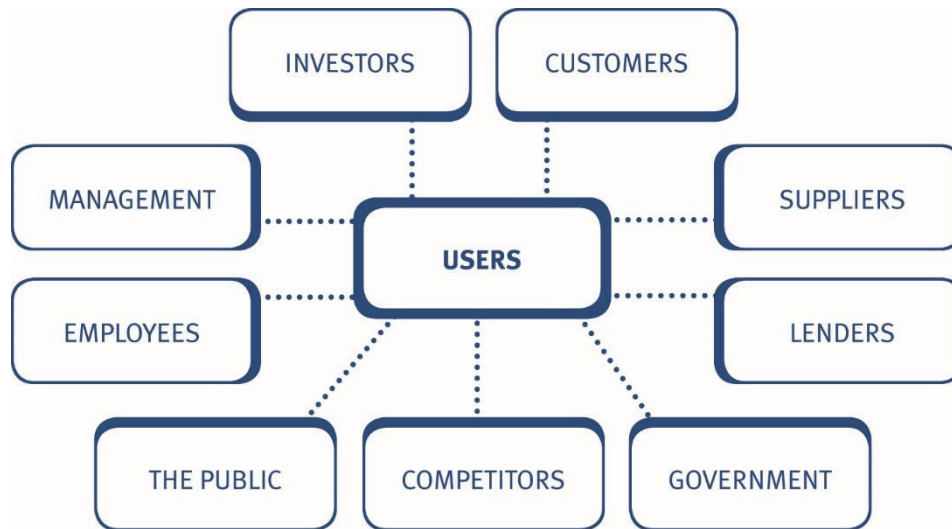 INVESTORS
CUSTOMERS
MANAGEMENT
SUPPLIERS
USERS
EMPLOYEES
LENDERS
THE PUBLIC
COMPETITORS
GOVERNMENT